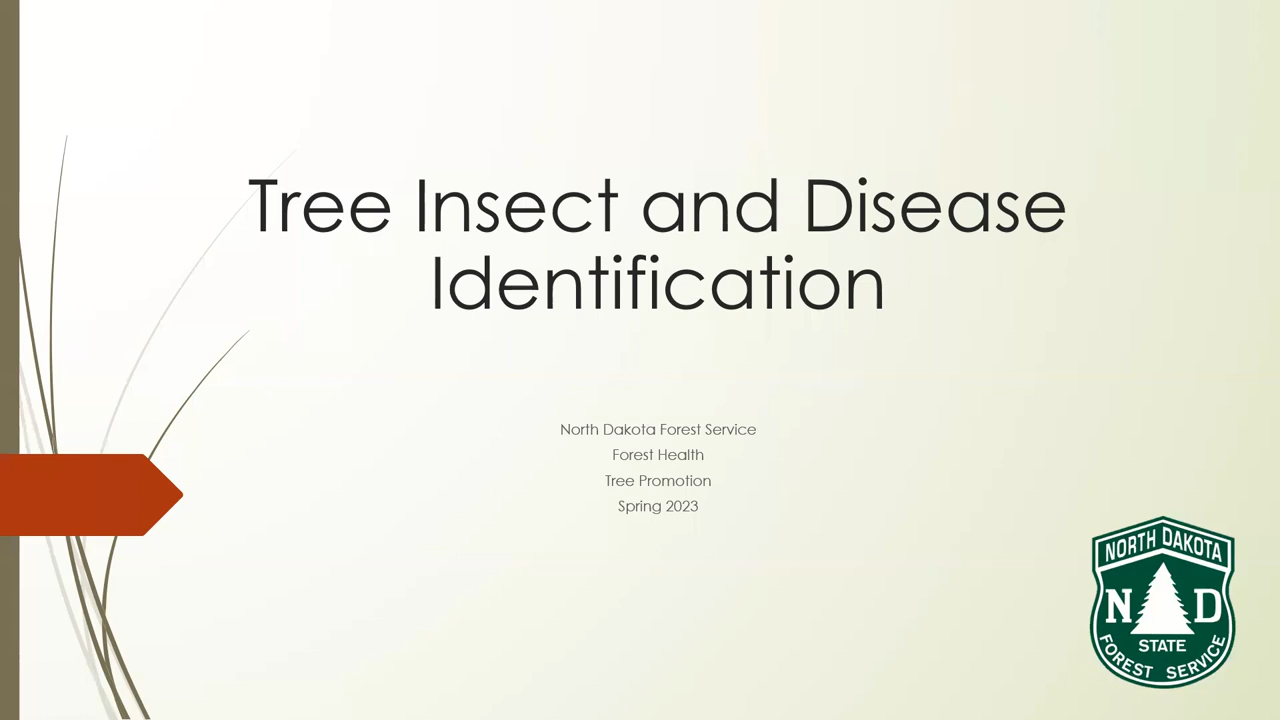 Tree Insect and Disease
Identification
North Dakota Forest Service
Forest Health
Tree Promotion
Spring 2023
NORTH DAKOTA
N D
STATE
FOREST SERVICE